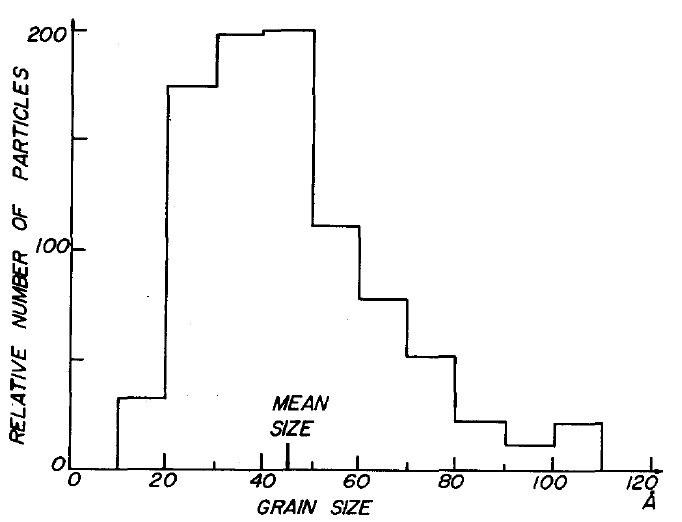 RELATIVE NUMBER OF PARTICLES
200
100
0
MEAN
SIZE
0 20 40 60 80 100 120
GRAIN SIZE
Å